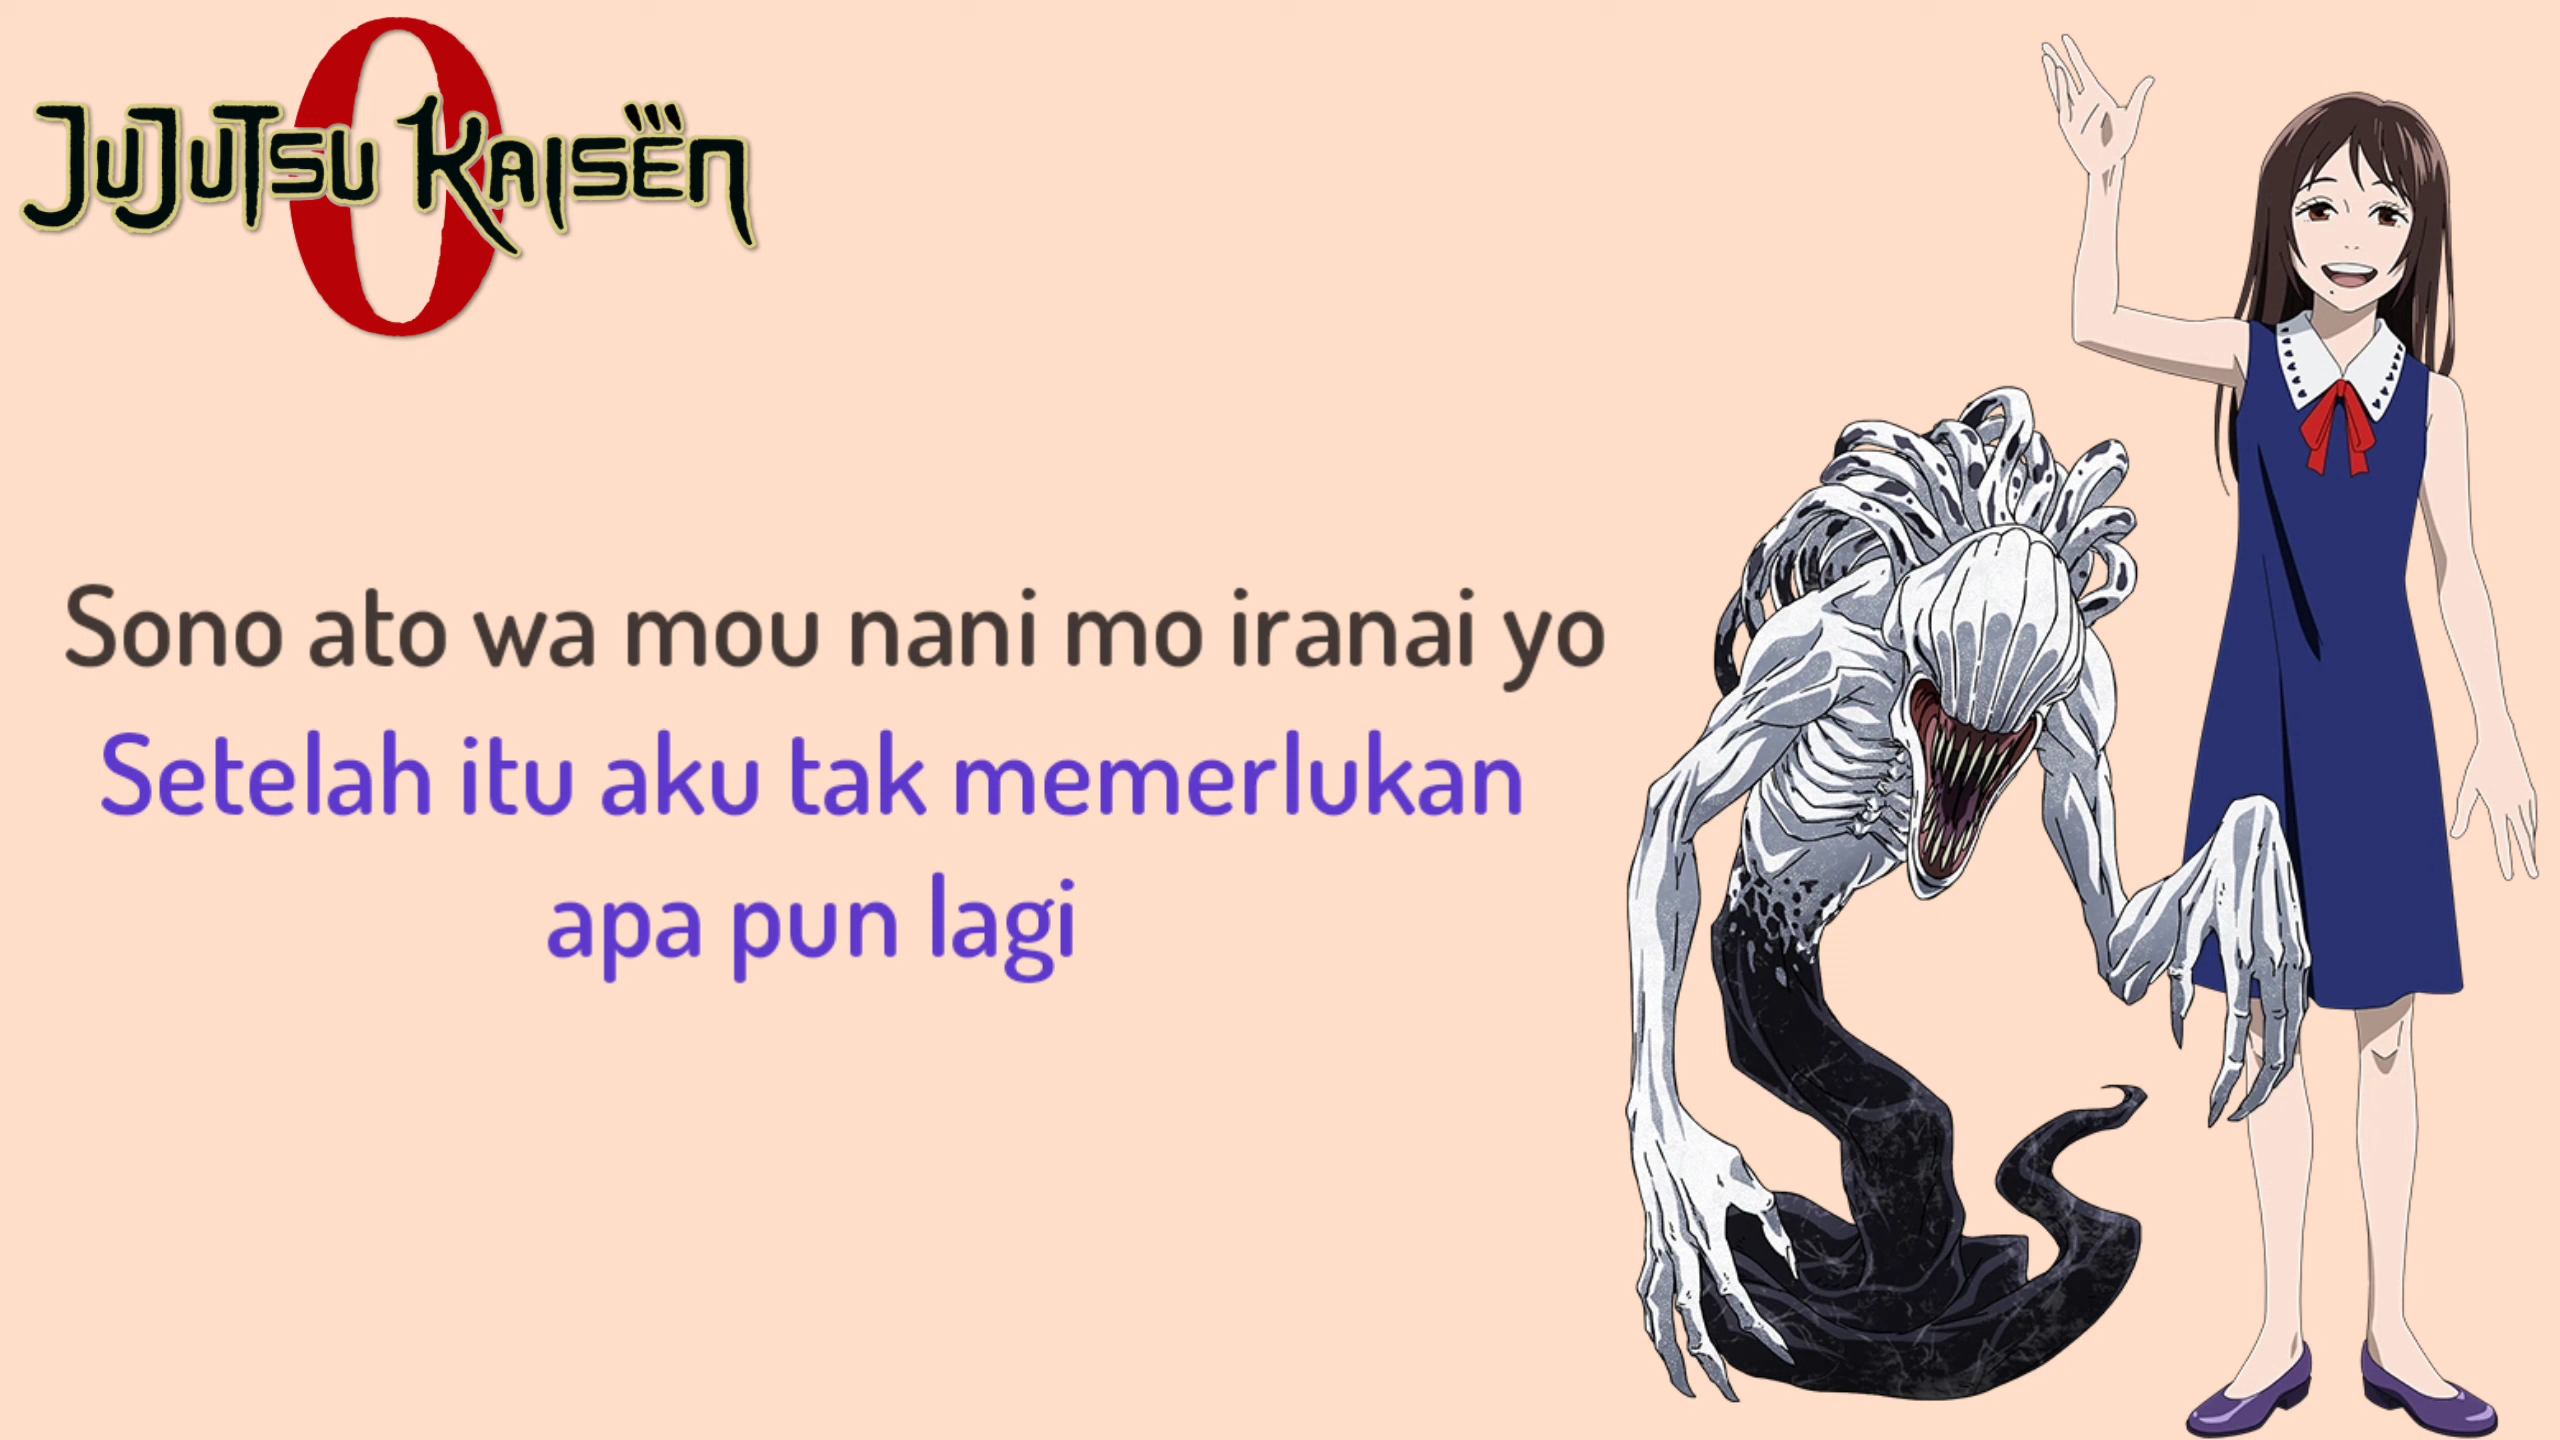 JUJUTSU KAISEN
0
Sono ato wa mou nani mo iranai yo
Setelah itu aku tak memerlukan
apa pun lagi